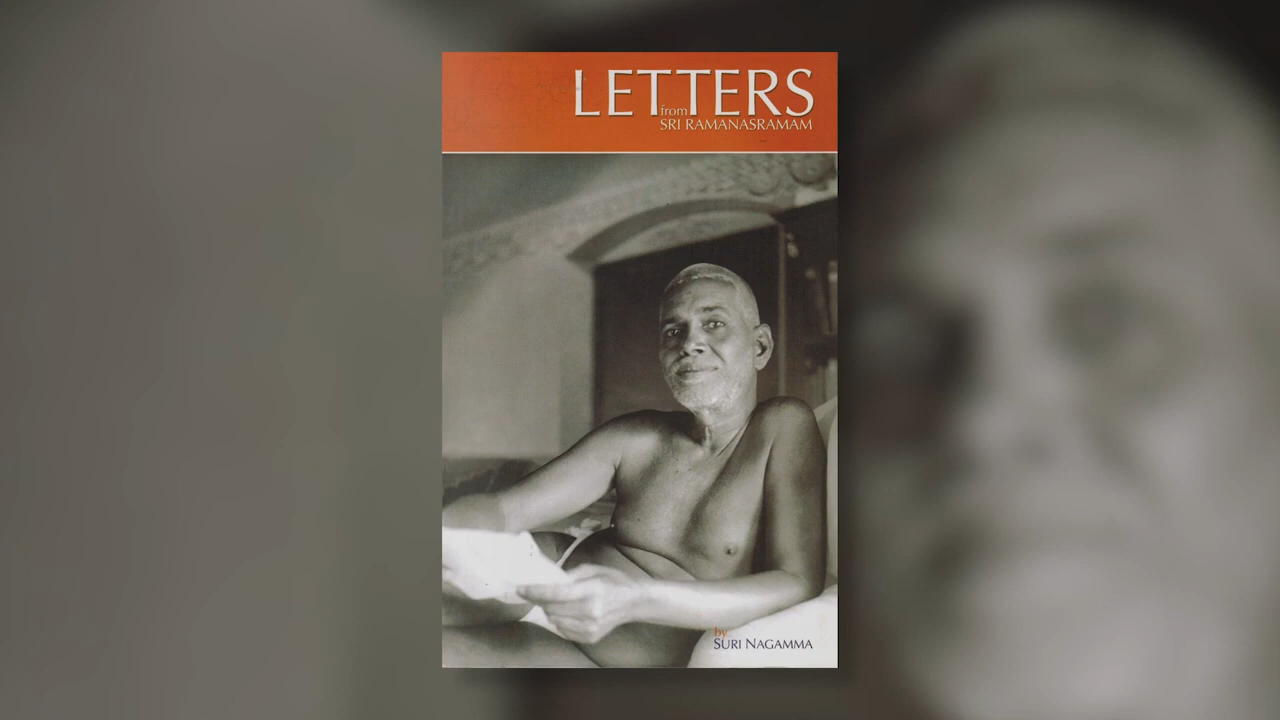 LETTERS
from
SRI RAMANASRAMAM
by
SURI NAGAMMA